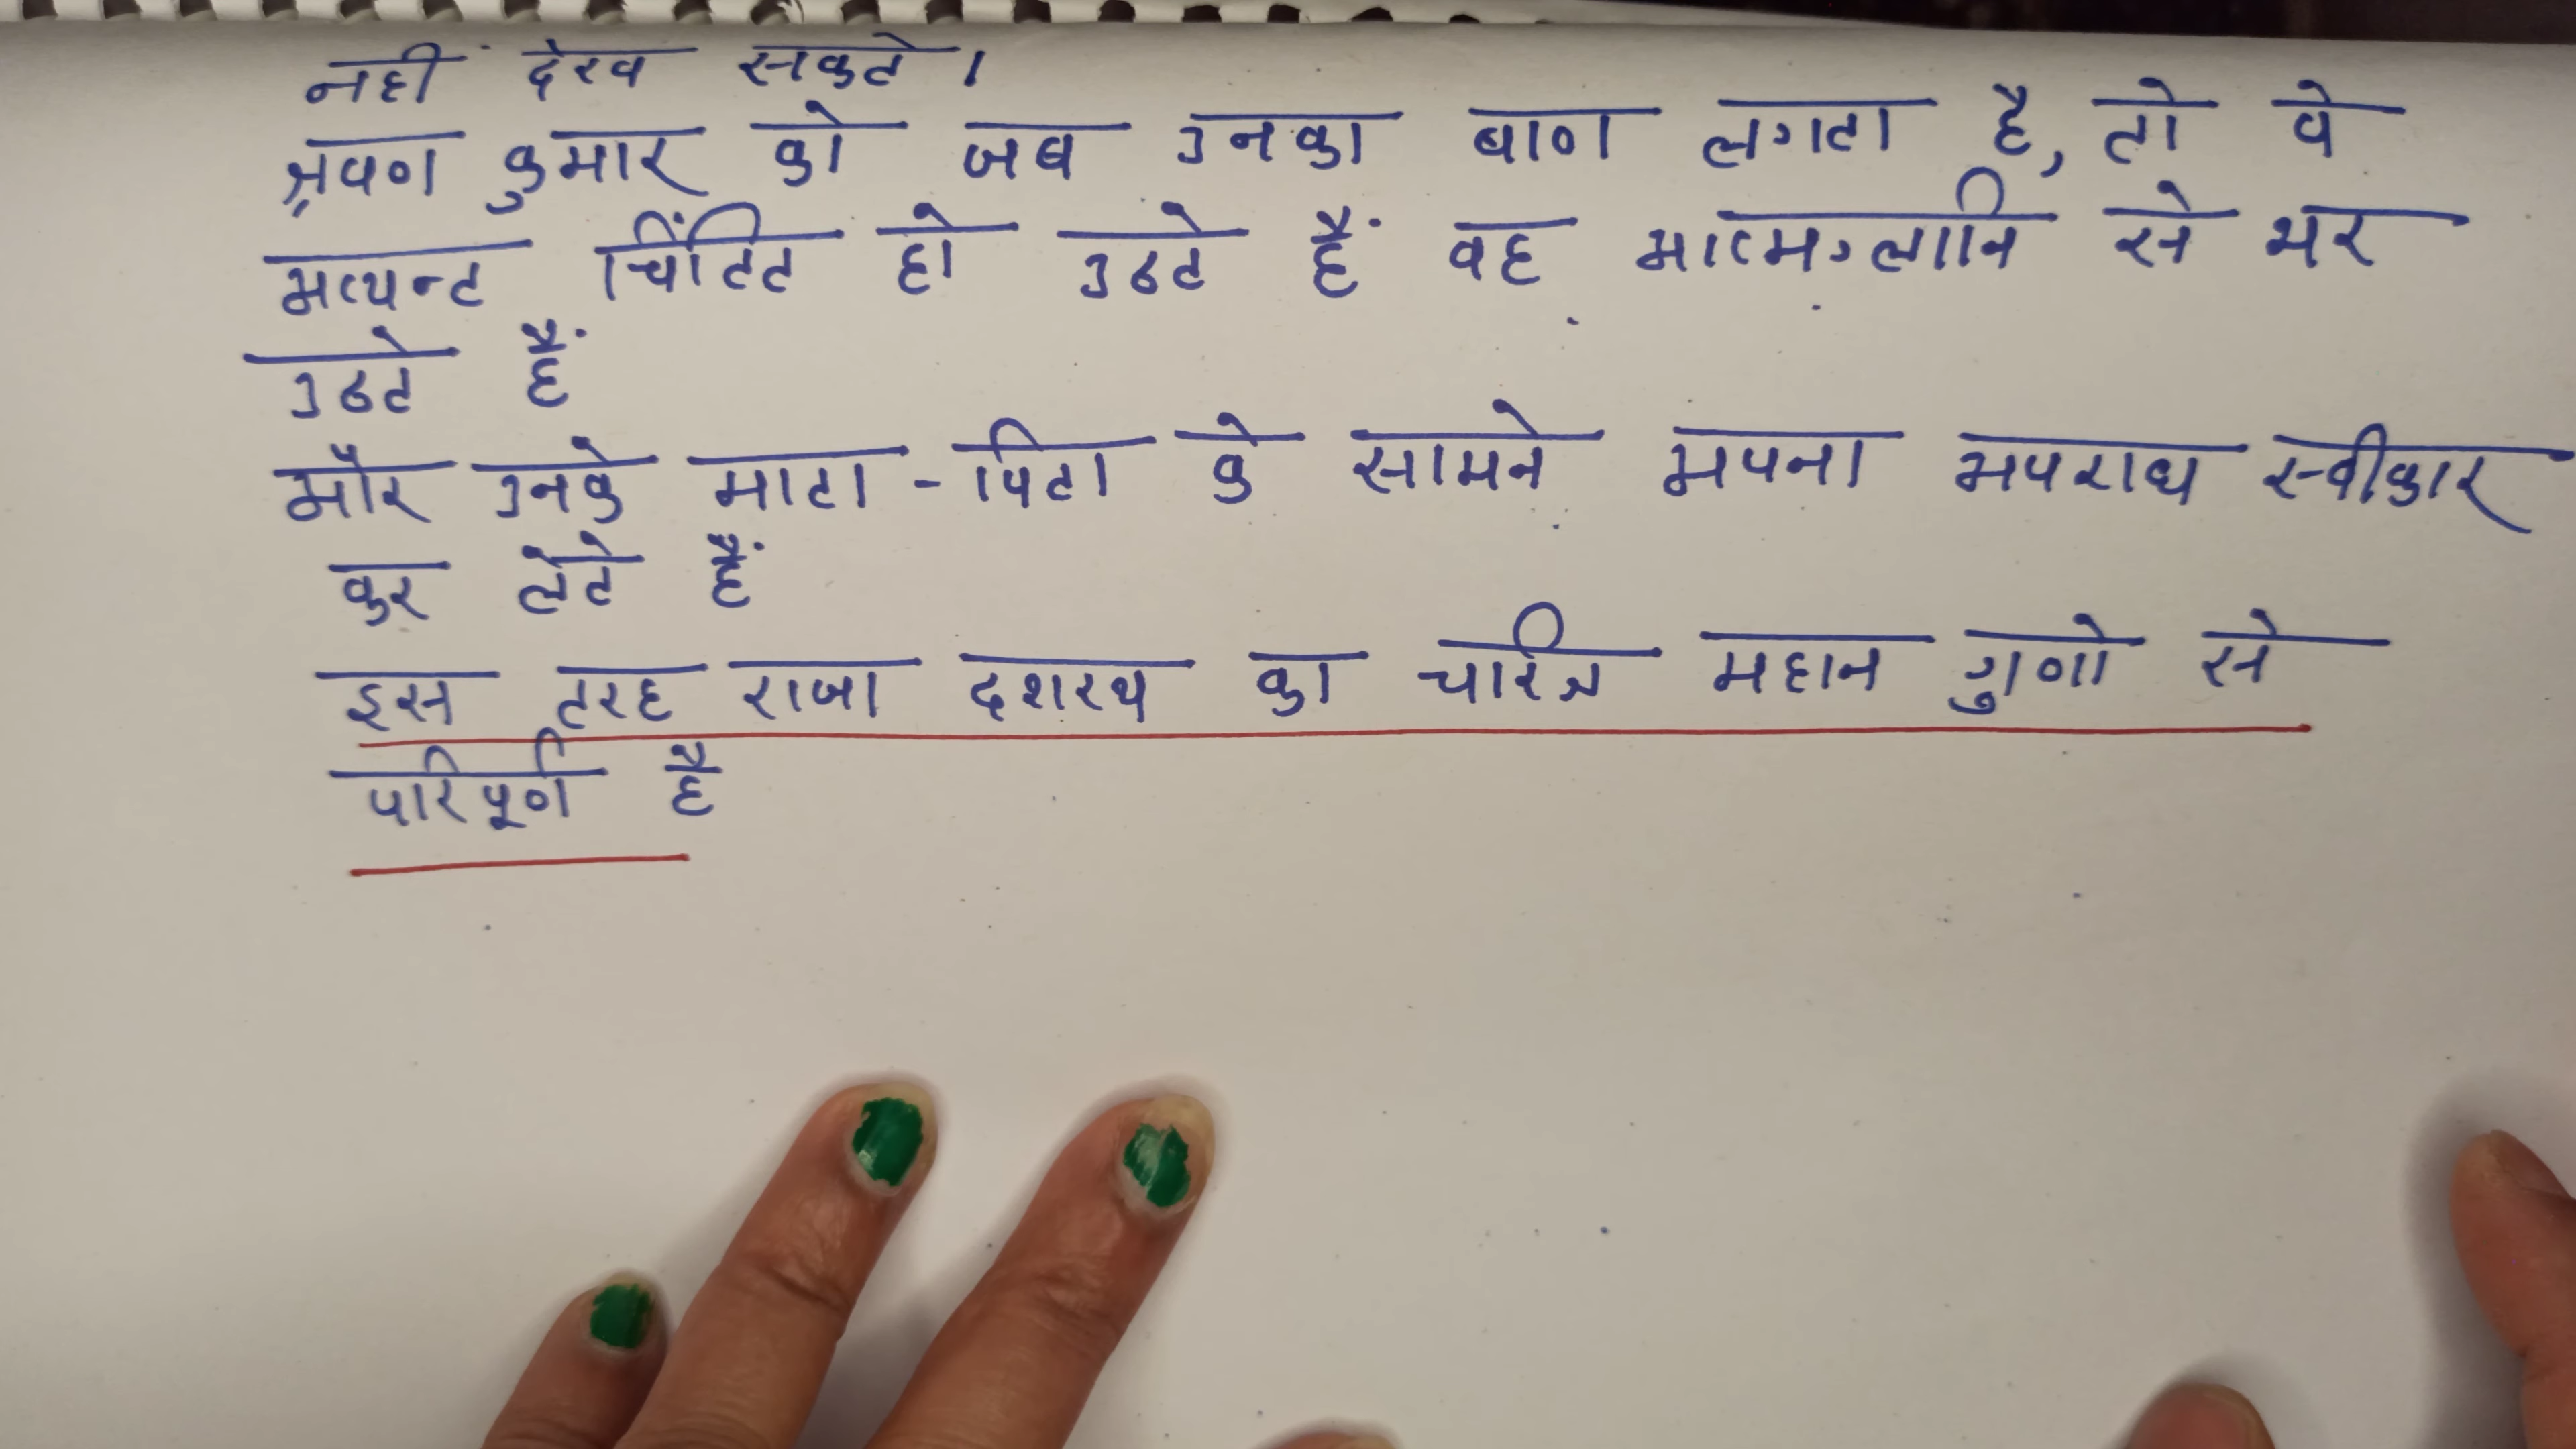 नहीं देख सकते।
श्रवण कुमार को जब उनका बाण लगता है, तो वे
अत्यन्त चिंतित हो उठते हैं वह आत्मग्लानि से भर
उठते हैं
और उनके माता - पिता के सामने अपना अपराध स्वीकार
कर लेते हैं
इस तरह राजा दशरथ का चरित्र महान गुणो से
परिपूर्ण है